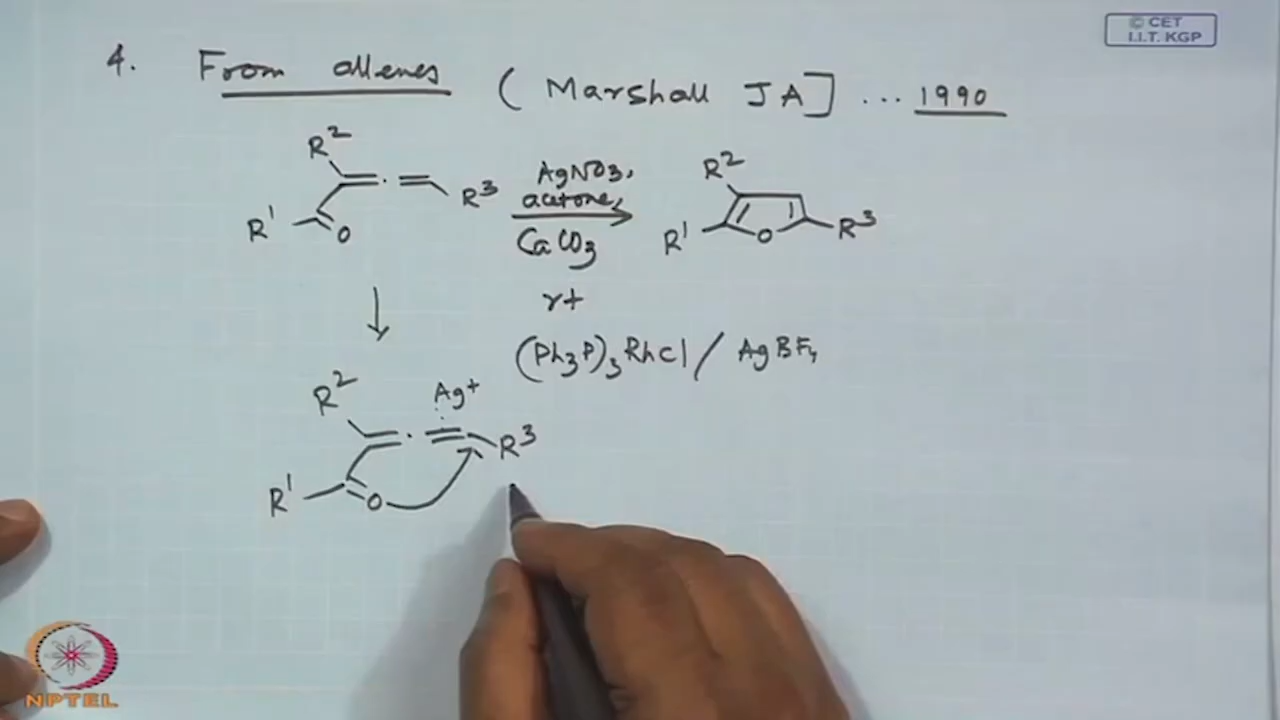 © CET
I.I.T. KGP
4. From allenes ( Marshall JA] ... 1990
R2
R1
O
R3
AgNO3,
acetone,
CaCO3
rt
R2
R1
O
R3
(Ph3P)3RhCl / AgBF4
R2
Ag+
R3
R1
O
NPTEL